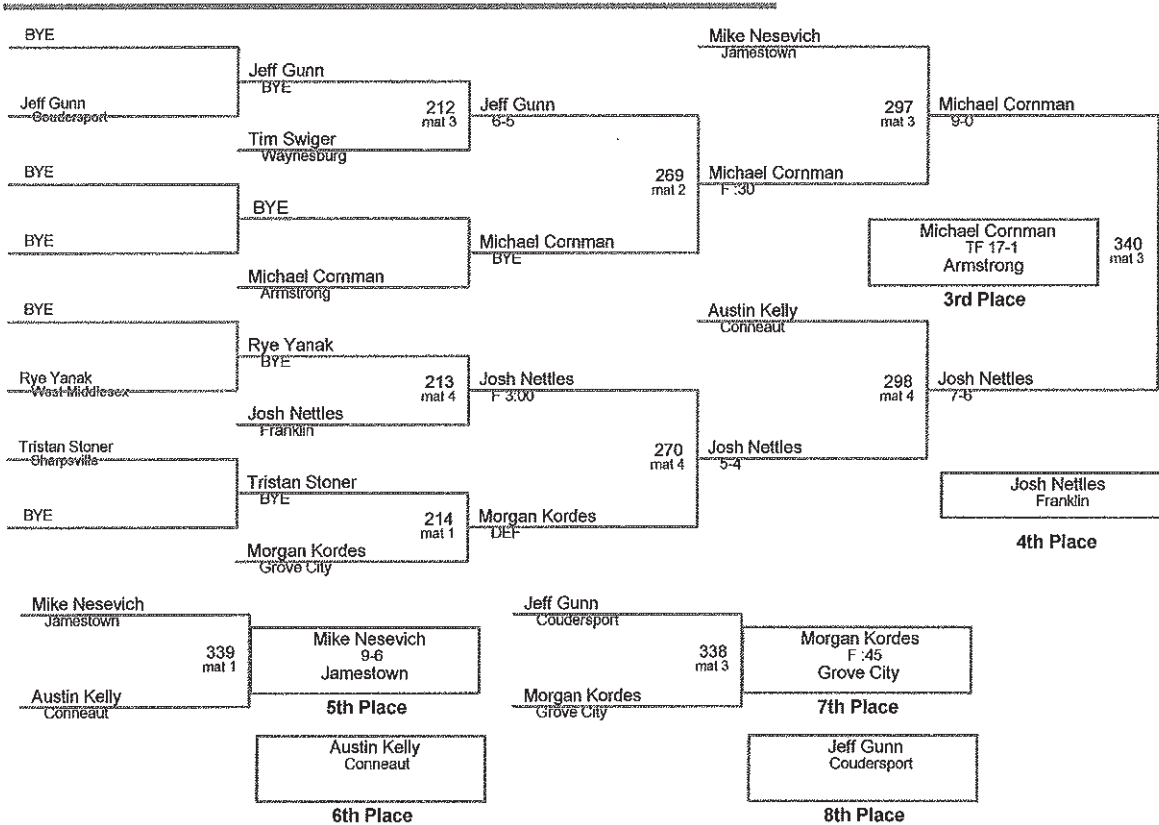 BYE
Jeff Gunn
Coudersport
BYE
BYE
BYE
Rye Yanak
West Middlesex
Tristan Stoner
Sharpsville
BYE
Jeff Gunn
BYE
212
mat 3
Tim Swiger
Waynesburg
BYE
Michael Cornman
Armstrong
Rye Yanak
BYE
213
mat 4
Josh Nettles
Franklin
Tristan Stoner
BYE
214
mat 1
Morgan Kordes
Grove City
Jeff Gunn
6-5
269
mat 2
Michael Cornman
BYE
Josh Nettles
F 3:00
270
mat 4
Morgan Kordes
DEF
Mike Nesevich
Jamestown
297
mat 3
Michael Cornman
F :30
Austin Kelly
Conneaut
298
mat 4
Josh Nettles
5-4
Michael Cornman
9-0
Michael Cornman
TF 17-1
Armstrong
3rd Place
340
mat 3
Josh Nettles
7-6
Josh Nettles
Franklin
4th Place
Mike Nesevich
Jamestown
339
mat 1
Austin Kelly
Conneaut
Mike Nesevich
9-6
Jamestown
5th Place
Austin Kelly
Conneaut
6th Place
Jeff Gunn
Coudersport
338
mat 3
Morgan Kordes
Grove City
Morgan Kordes
F :45
Grove City
7th Place
Jeff Gunn
Coudersport
8th Place